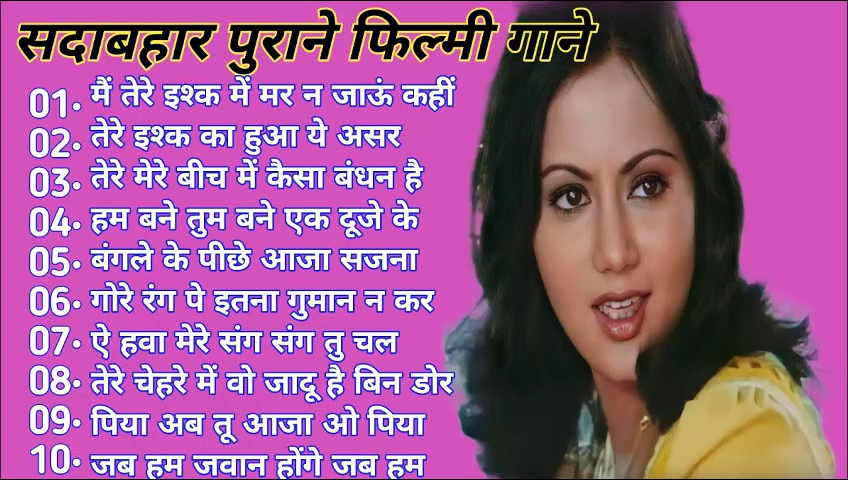 सदाबहार पुराने फिल्मी गाने
01. मैं तेरे इश्क में मर न जाऊं कहीं
02. तेरे इश्क का हुआ ये असर
03. तेरे मेरे बीच में कैसा बंधन है
04. हम बने तुम बने एक दूजे के
05. बंगले के पीछे आजा सजना
06. गोरे रंग पे इतना गुमान न कर
07. ऐ हवा मेरे संग संग तु चल
08. तेरे चेहरे में वो जादू है बिन डोर
09. पिया अब तू आजा ओ पिया
10. जब हम जवान होंगे जब हम